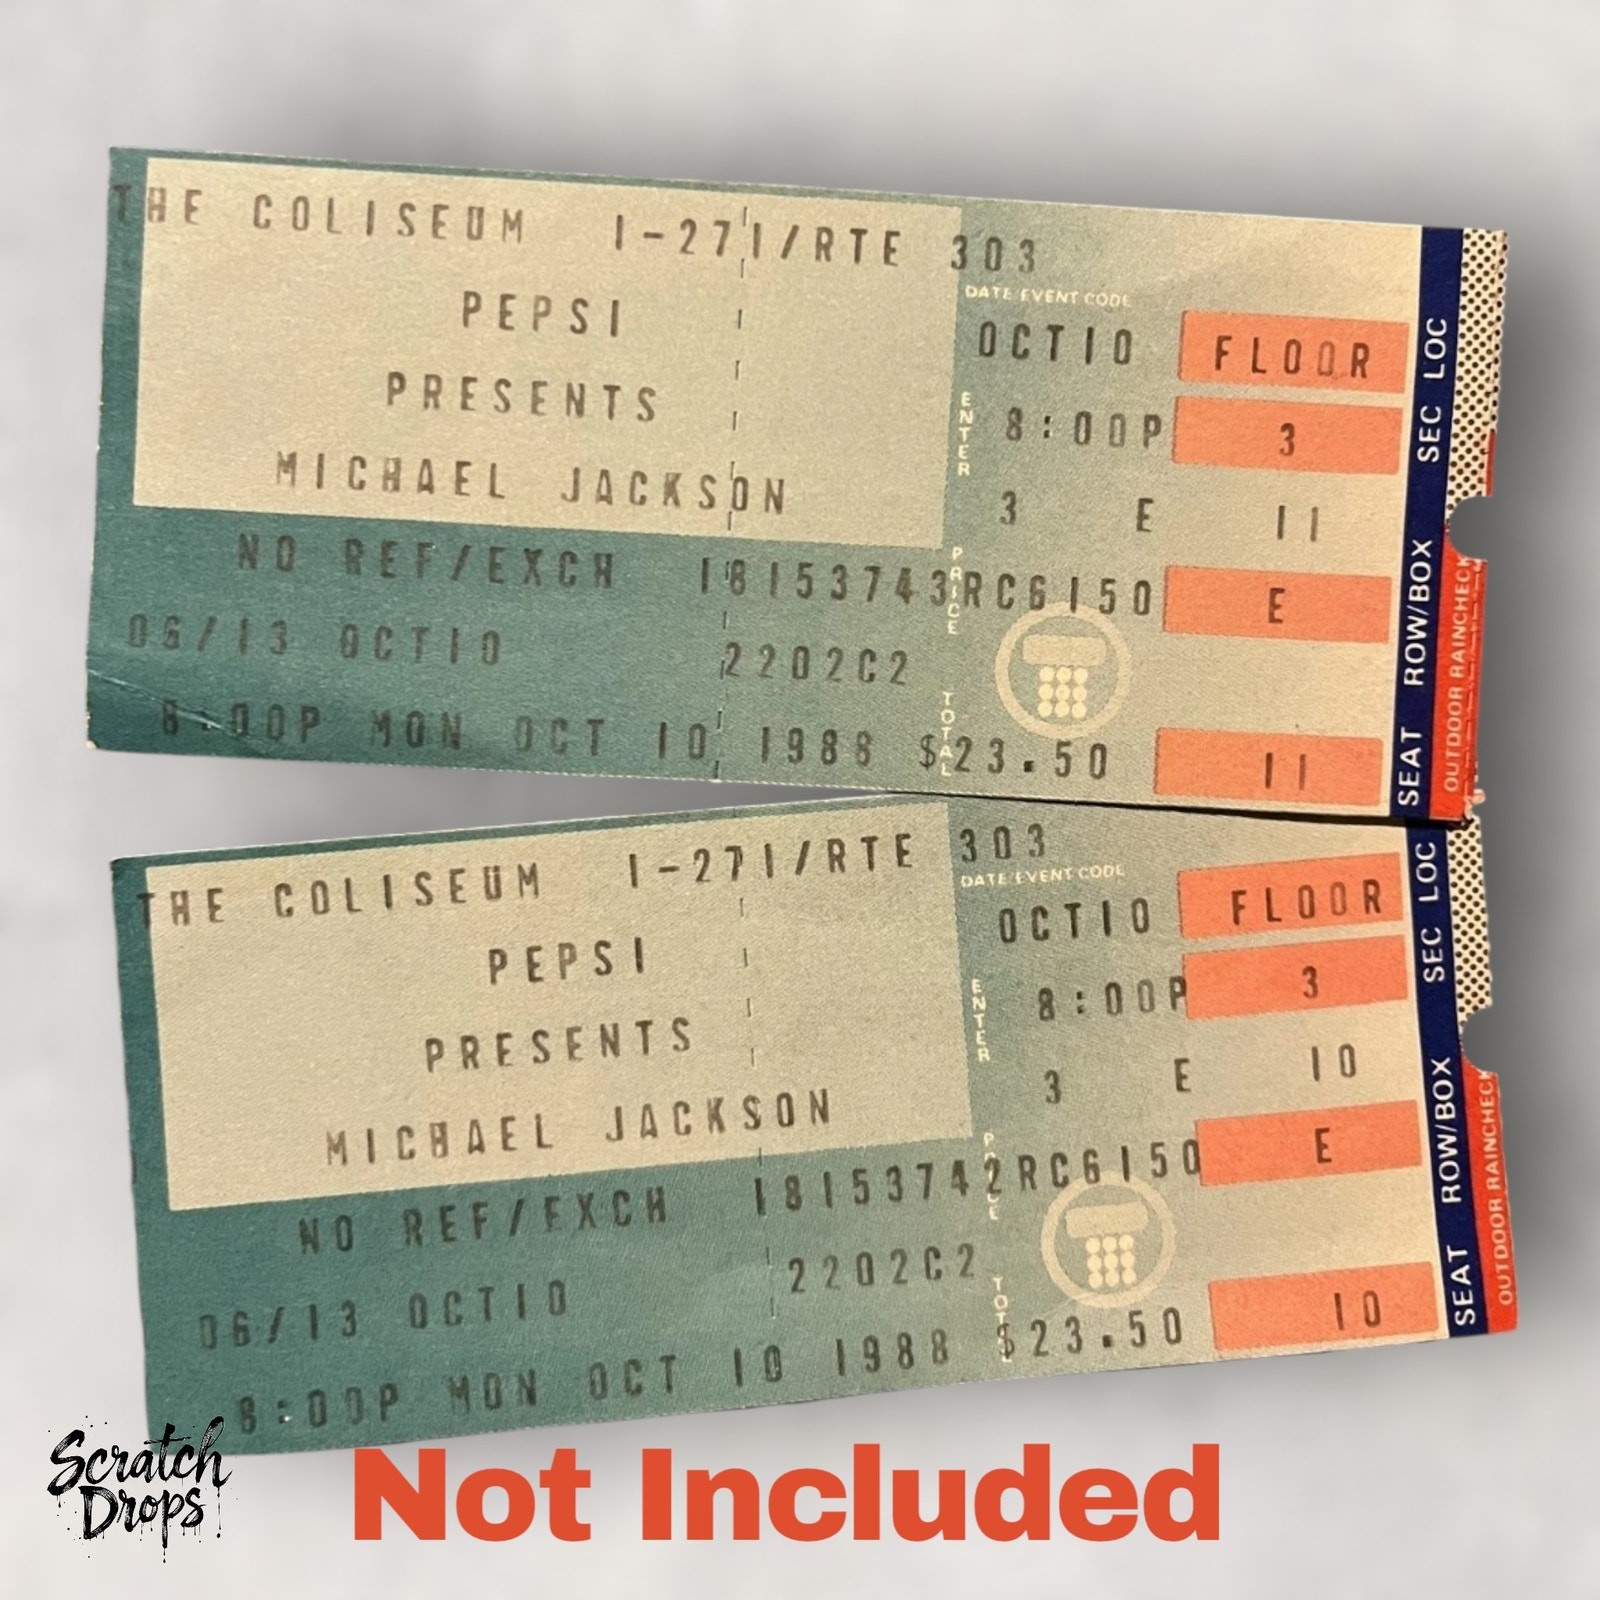 THE COLISEUM I-271/RTE 303
DATE/EVENT CODE
PEPSI
OCT10
FLOOR
PRESENTS
ENTER
8:00P
3
MICHAEL JACKSON
3 E 11
NO REF/EXCH 18153743RC6150
PRICE
E
06/13 OCT10 2202C2
8:00P MON OCT 10 1988 $23.50
TOTAL
11
SEAT ROW/BOX SEC LOC
OUTDOOR RAINCHECK
THE COLISEUM I-271/RTE 303
DATE/EVENT CODE
PEPSI
OCT10
FLOOR
PRESENTS
ENTER
8:00P
3
MICHAEL JACKSON
3 E 10
NO REF/EXCH 18153742RC6150
PRICE
E
06/13 OCT10 2202C2
8:00P MON OCT 10 1988 $23.50
TOTAL
10
SEAT ROW/BOX SEC LOC
OUTDOOR RAINCHECK
Scratch
Drops
Not Included